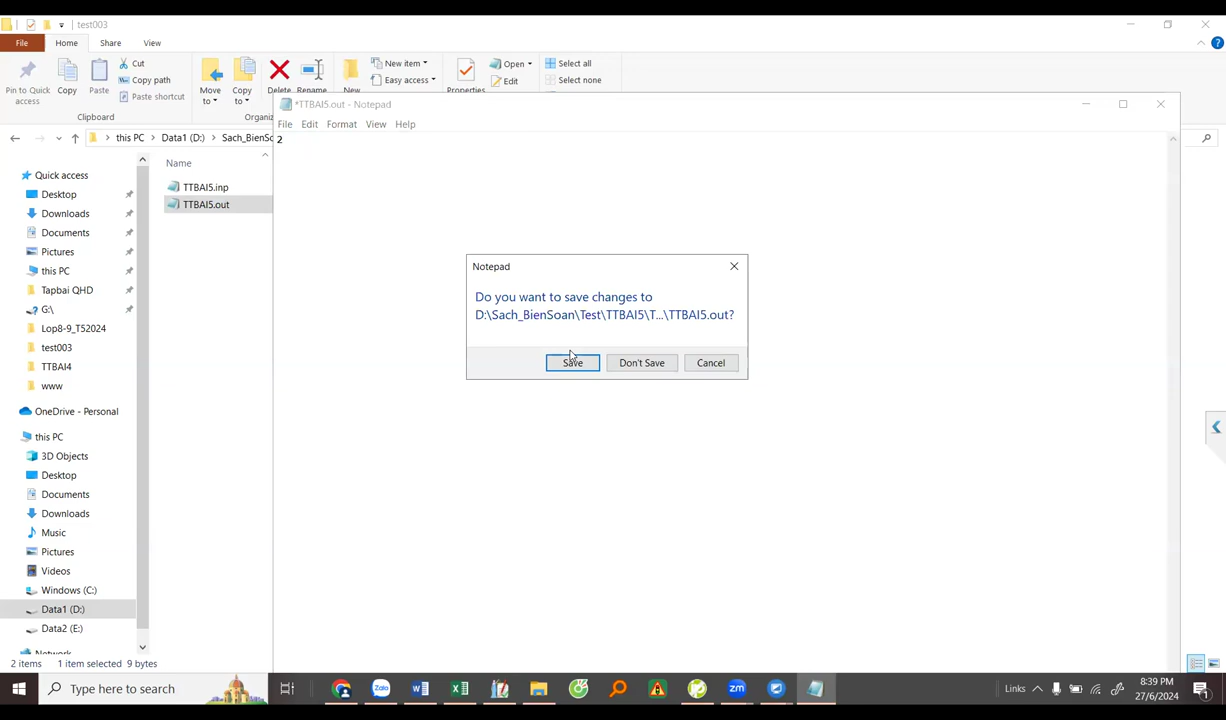 test003
File
Home
Share
View
Pin to Quick access
Copy
Paste
Cut
Copy path
Paste shortcut
Clipboard
Move to
Copy to
Delete
Rename
Organiz
New
New item
Easy access
Properties
Open
Edit
Select all
Select none
this PC
Data1 (D:)
Sach_BienSo
*TTBAI5.out - Notepad
File Edit Format View Help
2
Name
TTBAI5.inp
TTBAI5.out
Quick access
Desktop
Downloads
Documents
Pictures
this PC
Tapbai QHD
G:\
Lop8-9_T52024
test003
TTBAI4
www
OneDrive - Personal
this PC
3D Objects
Desktop
Documents
Downloads
Music
Pictures
Videos
Windows (C:)
Data1 (D:)
Data2 (E:)
Network
Notepad
Do you want to save changes to
D:\Sach_BienSoan\Test\TTBAI5\T...\TTBAI5.out?
Save
Don't Save
Cancel
2 items 1 item selected 9 bytes
Type here to search
Zalo
zm
Links
8:39 PM
27/6/2024
1